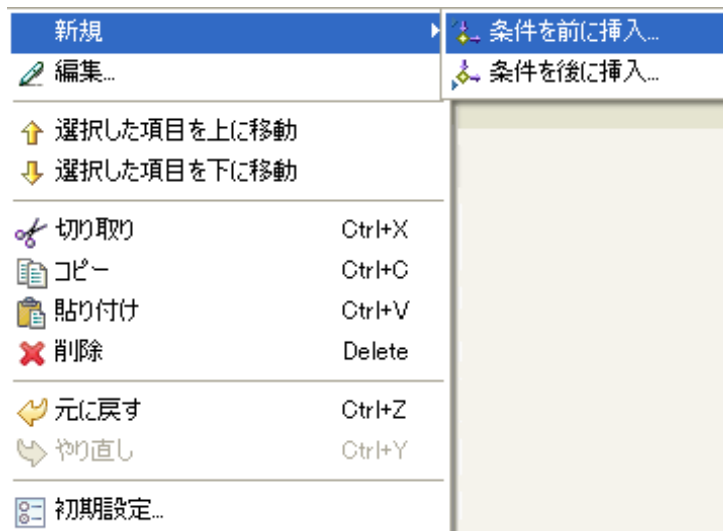 新規
条件を前に挿入...
編集...
条件を後に挿入...
選択した項目を上に移動
選択した項目を下に移動
切り取り Ctrl+X
コピー Ctrl+C
貼り付け Ctrl+V
削除 Delete
元に戻す Ctrl+Z
やり直し Ctrl+Y
初期設定...